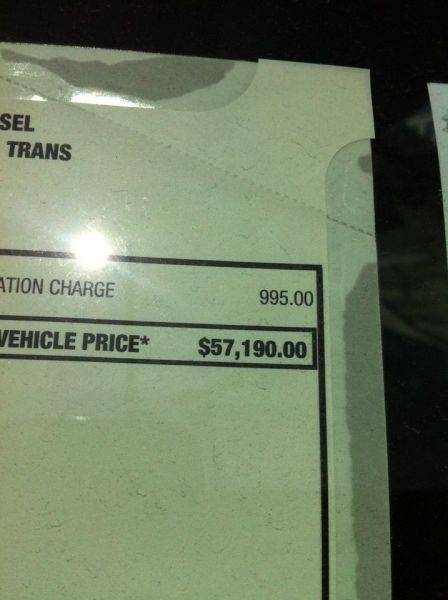 SEL
TRANS
ATION CHARGE 995.00
VEHICLE PRICE* $57,190.00